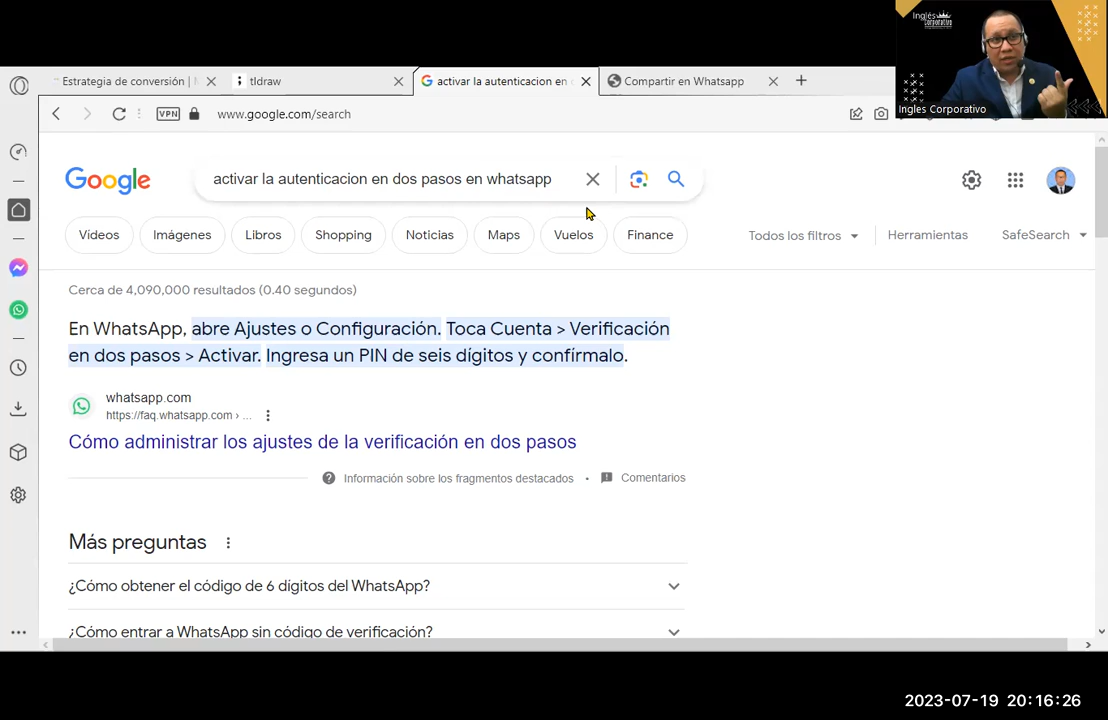 Inglés
Corporativo
Ingles Corporativo
Estrategia de conversión |
tldraw
activar la autenticacion en
Compartir en Whatsapp
VPN
www.google.com/search
Google
activar la autenticacion en dos pasos en whatsapp
Videos
Imágenes
Libros
Shopping
Noticias
Maps
Vuelos
Finance
Todos los filtros
Herramientas
SafeSearch
Cerca de 4,090,000 resultados (0.40 segundos)
En WhatsApp, abre Ajustes o Configuración. Toca Cuenta > Verificación
en dos pasos > Activar. Ingresa un PIN de seis dígitos y confírmalo.
whatsapp.com
https://faq.whatsapp.com › ...
Cómo administrar los ajustes de la verificación en dos pasos
Información sobre los fragmentos destacados
Comentarios
Más preguntas
¿Cómo obtener el código de 6 dígitos del WhatsApp?
¿Cómo entrar a WhatsApp sin código de verificación?
2023-07-19 20:16:26